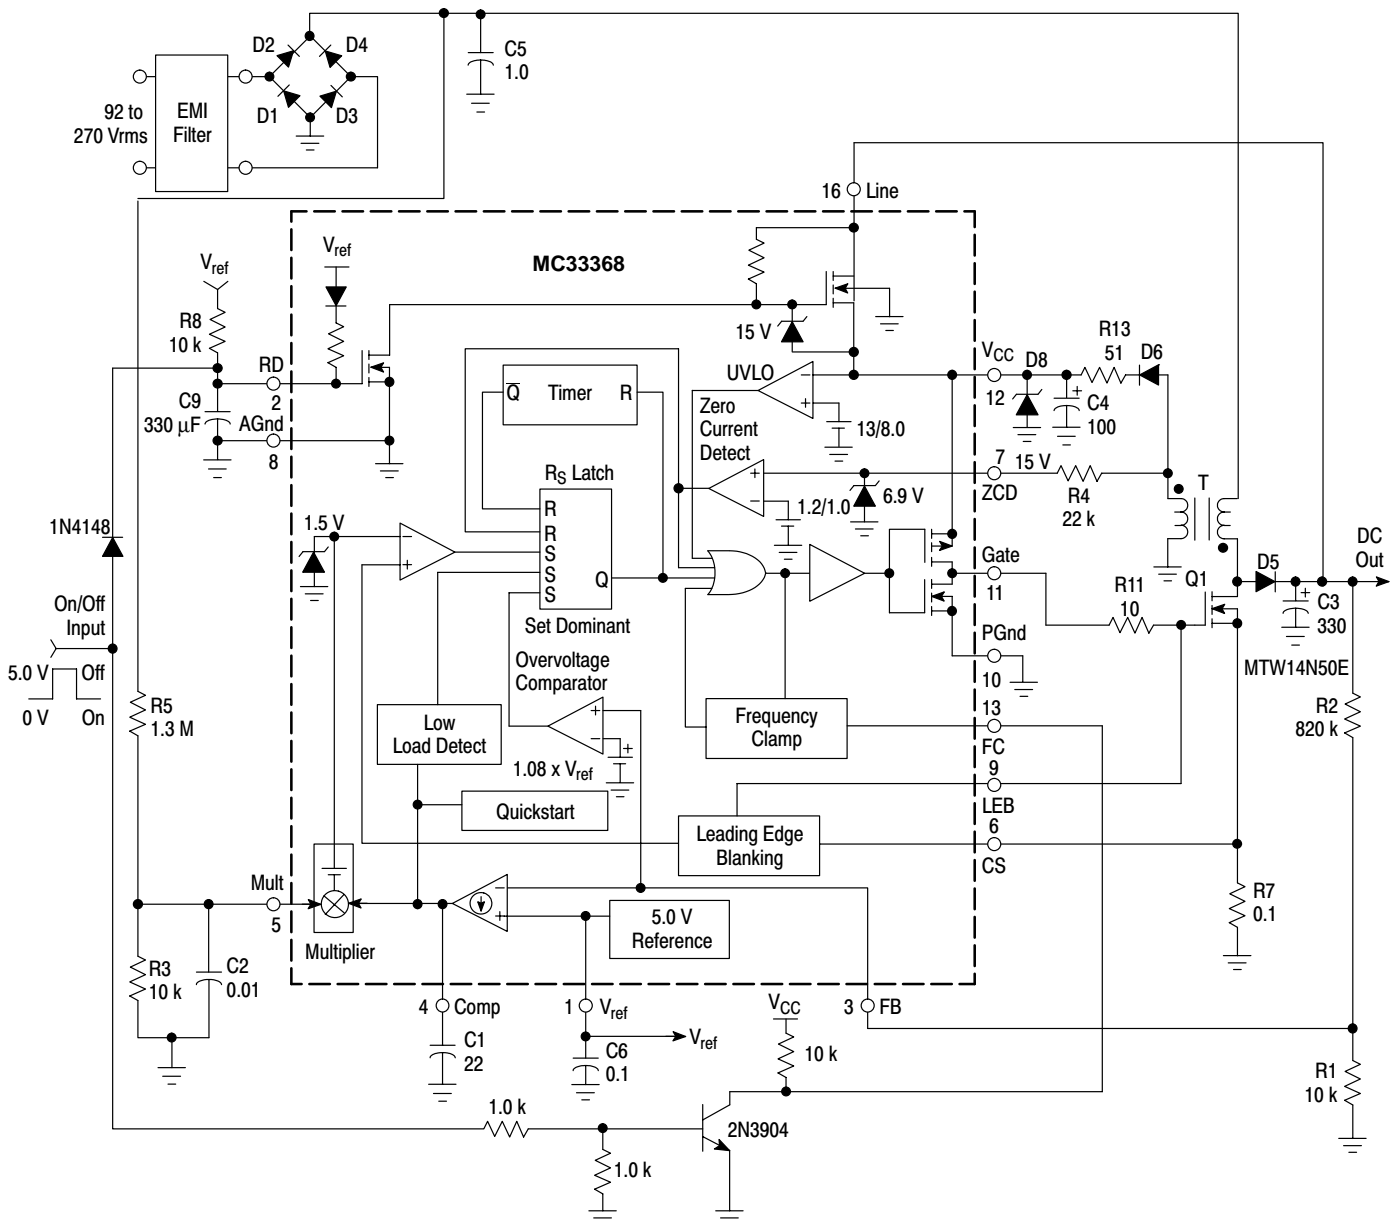 D2
D4
C5
1.0
92 to
270 Vrms
EMI
Filter
D1
D3
16
Line
Vref
Vref
MC33368
R8
10 k
15 V
R13
51
D6
RD
2
VCC
12
D8
UVLO
Q̅
Timer
R
Zero
Current
Detect
+
C4
100
C9
330 μF
AGnd
8
13/8.0
7
ZCD
15 V
R4
22 k
T
RS Latch
6.9 V
1.2/1.0
1N4148
1.5 V
R
R
S
S
S
Q
Set Dominant
Gate
11
DC
Out
D5
Q1
R11
10
+
C3
330
On/Off
Input
5.0 V
Off
0 V
On
PGnd
10
MTW14N50E
Overvoltage
Comparator
R5
1.3 M
R2
820 k
Low
Load Detect
Frequency
Clamp
13
FC
1.08 x Vref
9
LEB
Quickstart
Leading Edge
Blanking
6
CS
Mult
5
R7
0.1
5.0 V
Reference
Multiplier
R3
10 k
C2
0.01
4
Comp
1
Vref
VCC
3
FB
C1
22
Vref
C6
0.1
10 k
R1
10 k
1.0 k
2N3904
1.0 k